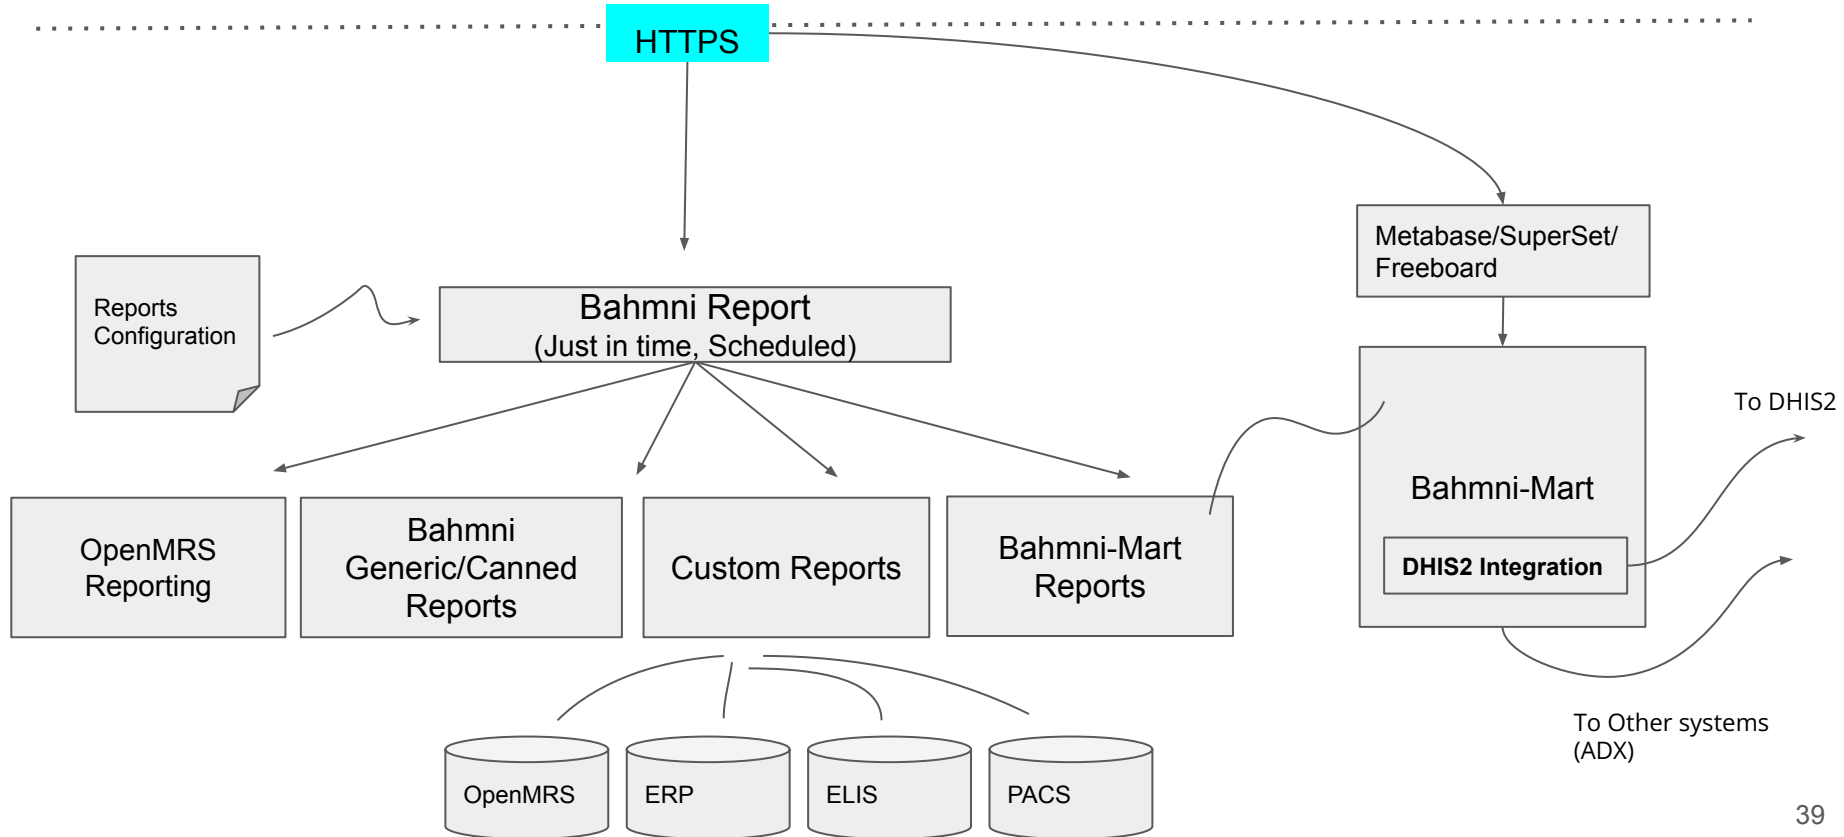 HTTPS
Metabase/SuperSet/
Freeboard
Reports
Configuration
Bahmni Report
(Just in time, Scheduled)
To DHIS2
OpenMRS
Reporting
Bahmni
Generic/Canned
Reports
Custom Reports
Bahmni-Mart
Reports
Bahmni-Mart
DHIS2 Integration
To Other systems
(ADX)
OpenMRS
ERP
ELIS
PACS
39